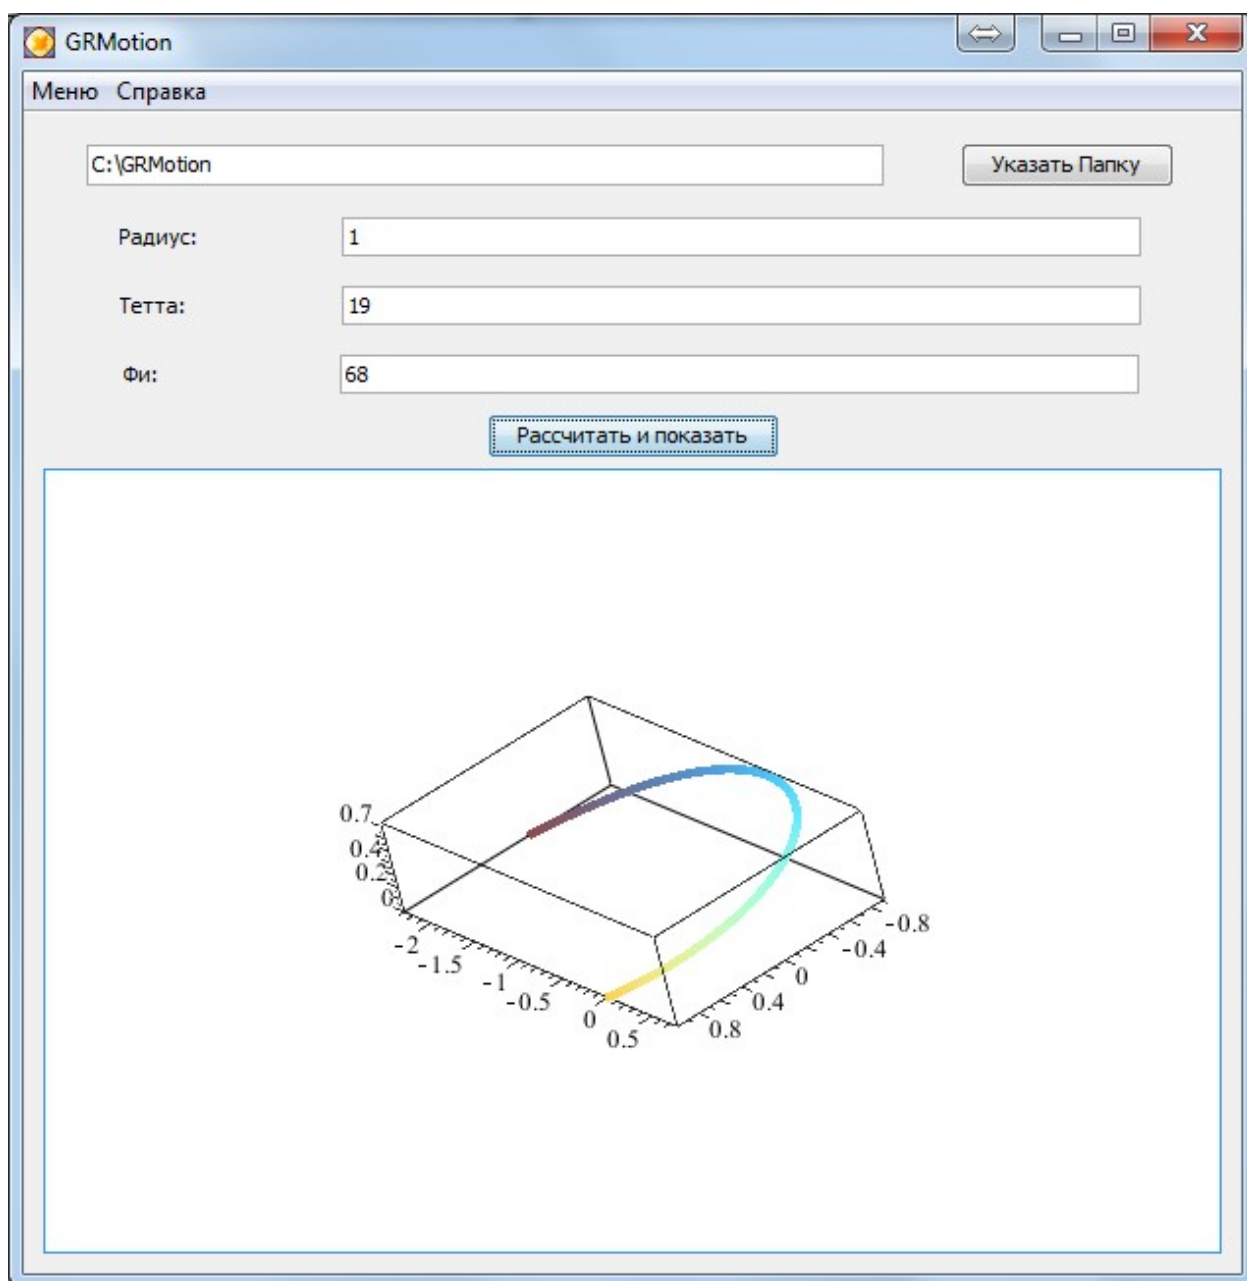 GRMotion
Меню Справка
C:\GRMotion Указать Папку
Радиус: 1
Тетта: 19
Фи: 68
Рассчитать и показать
0.7
0.4
0.2
0
-2
-1.5
-1
-0.5
0
0.5
0.8
0.4
0
-0.4
-0.8